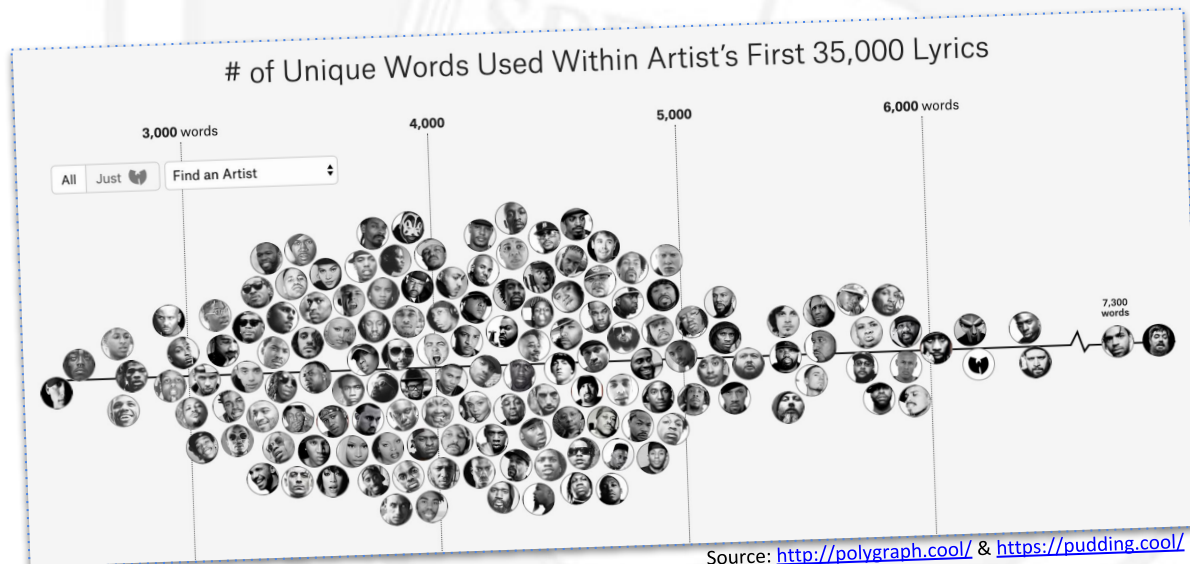 # of Unique Words Used Within Artist's First 35,000 Lyrics
3,000 words
4,000
5,000
6,000 words
All
Just
Find an Artist
7,300
words
Source: http://polygraph.cool/ & https://pudding.cool/